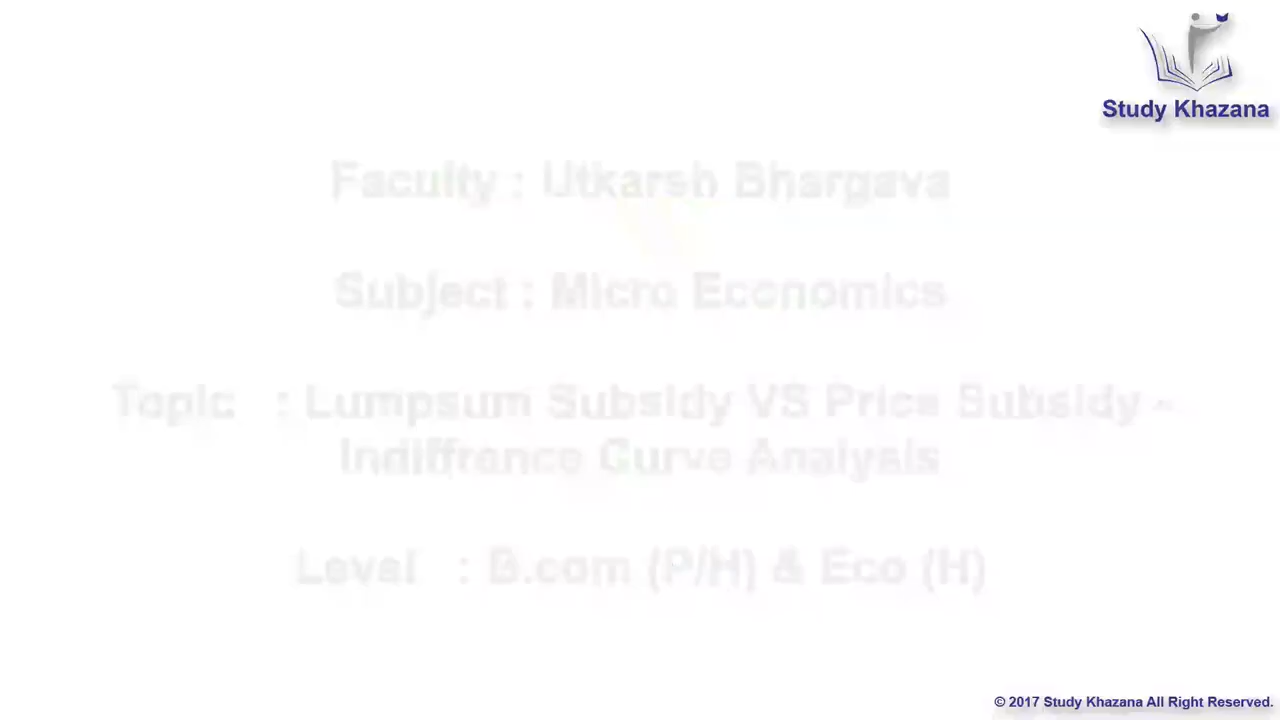 Study Khazana
Faculty : Utkarsh Bhargava
Subject : Micro Economics
Topic : Lumpsum Subsidy VS Price Subsidy -
Indiffrence Curve Analysis
Level : B.com (P/H) & Eco (H)
© 2017 Study Khazana All Right Reserved.